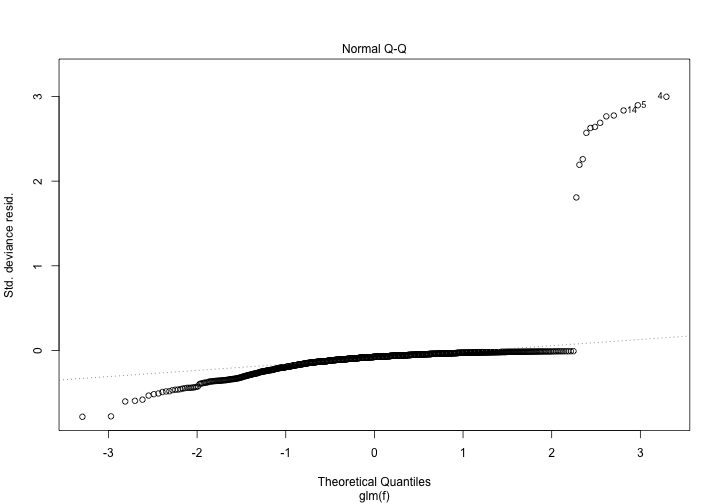 Normal Q-Q
Std. deviance resid.
3
2
1
0
4
14
5
-3 -2 -1 0 1 2 3
Theoretical Quantiles
glm(f)